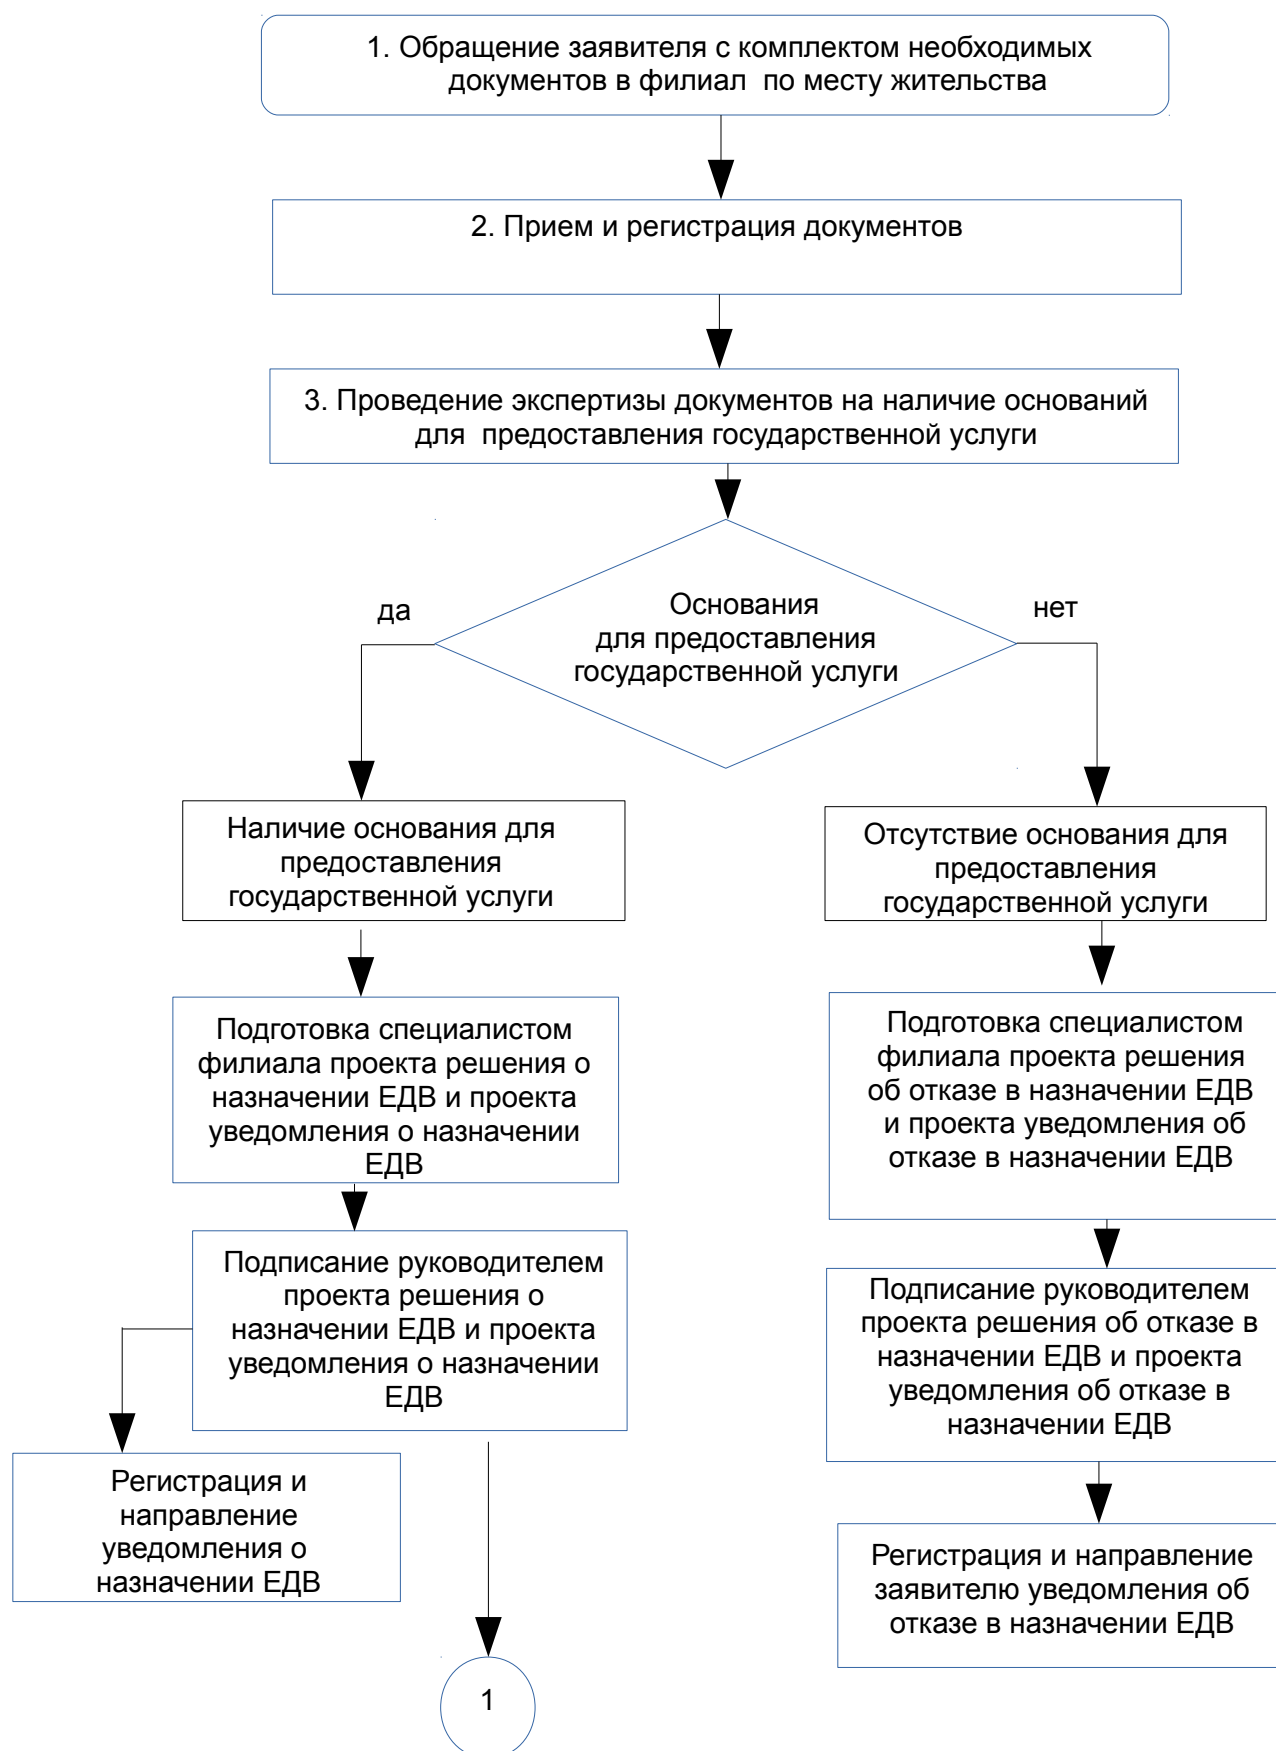 1. Обращение заявителя с комплектом необходимых
документов в филиал по месту жительства
2. Прием и регистрация документов
3. Проведение экспертизы документов на наличие оснований
для предоставления государственной услуги
да
Основания
для предоставления
государственной услуги
нет
Наличие основания для
предоставления
государственной услуги
Отсутствие основания для
предоставления
государственной услуги
Подготовка специалистом
филиала проекта решения о
назначении ЕДВ и проекта
уведомления о назначении
ЕДВ
Подготовка специалистом
филиала проекта решения
об отказе в назначении ЕДВ
и проекта уведомления об
отказе в назначении ЕДВ
Подписание руководителем
проекта решения о
назначении ЕДВ и проекта
уведомления о назначении
ЕДВ
Подписание руководителем
проекта решения об отказе в
назначении ЕДВ и проекта
уведомления об отказе в
назначении ЕДВ
Регистрация и
направление
уведомления о
назначении ЕДВ
Регистрация и направление
заявителю уведомления об
отказе в назначении ЕДВ
1